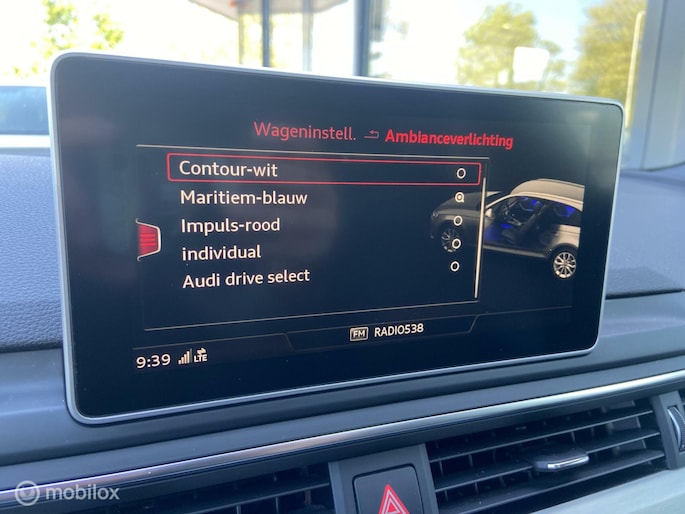 Wageninstell. Ambianceverlichting
Contour-wit
Maritiem-blauw
Impuls-rood
individual
Audi drive select
FM RADIO538
9:39 LTE
mobilox